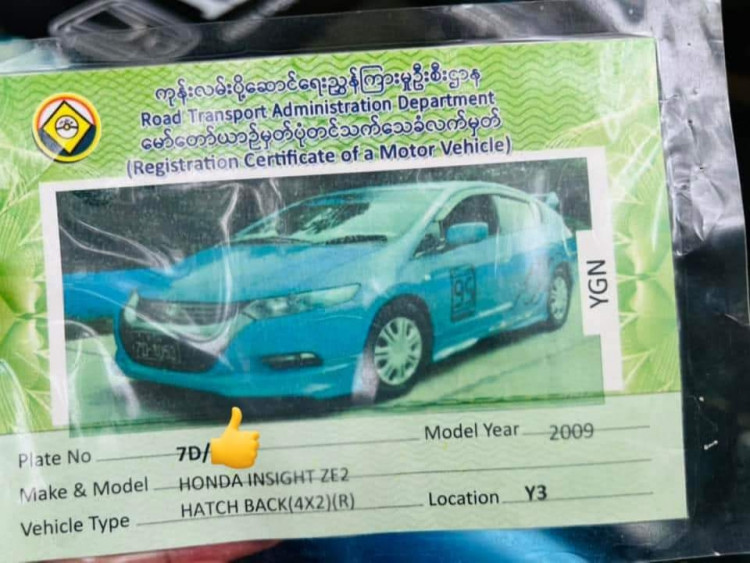 ကုန်းလမ်းပို့ဆောင်ရေးညွှန်ကြားမှုဦးစီးဌာန
Road Transport Administration Department
မော်တော်ယာဉ်မှတ်ပုံတင်သက်သေခံလက်မှတ်
(Registration Certificate of a Motor Vehicle)
YGN
Plate No 7D/
Model Year 2009
Make & Model HONDA INSIGHT ZE2
Vehicle Type HATCH BACK(4X2)(R)
Location Y3